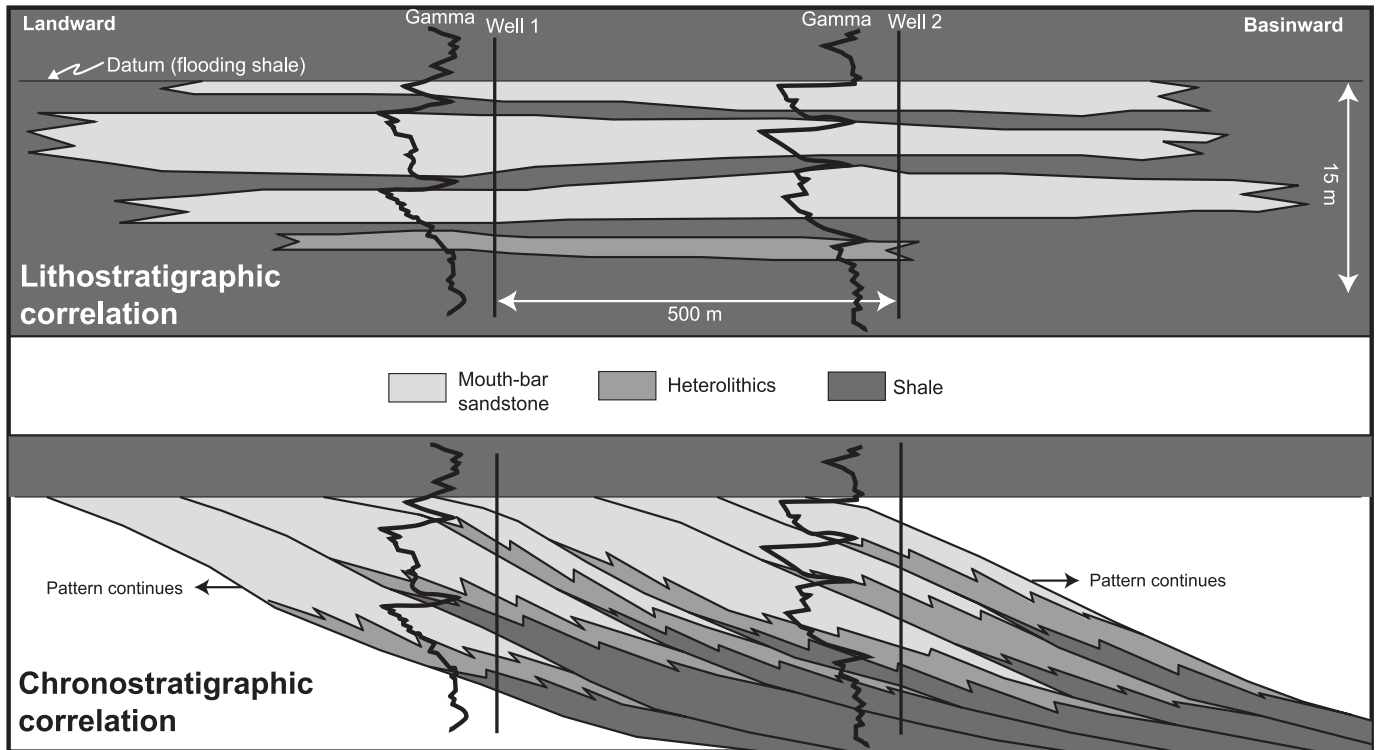 Landward
Gamma
Well 1
Gamma
Well 2
Basinward
Datum (flooding shale)
15 m
Lithostratigraphic
correlation
500 m
Mouth-bar
sandstone
Heterolithics
Shale
Pattern continues
Pattern continues
Chronostratigraphic
correlation